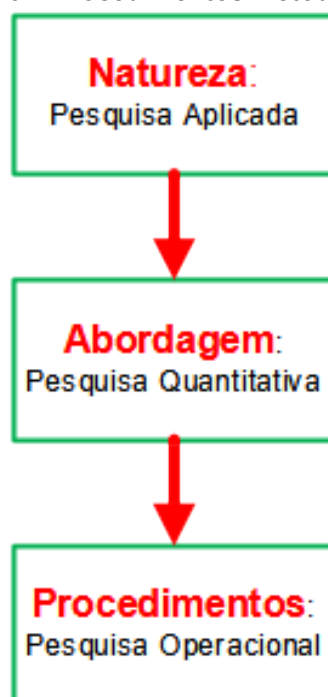 Natureza:
Pesquisa Aplicada
Abordagem:
Pesquisa Quantitativa
Procedimentos:
Pesquisa Operacional